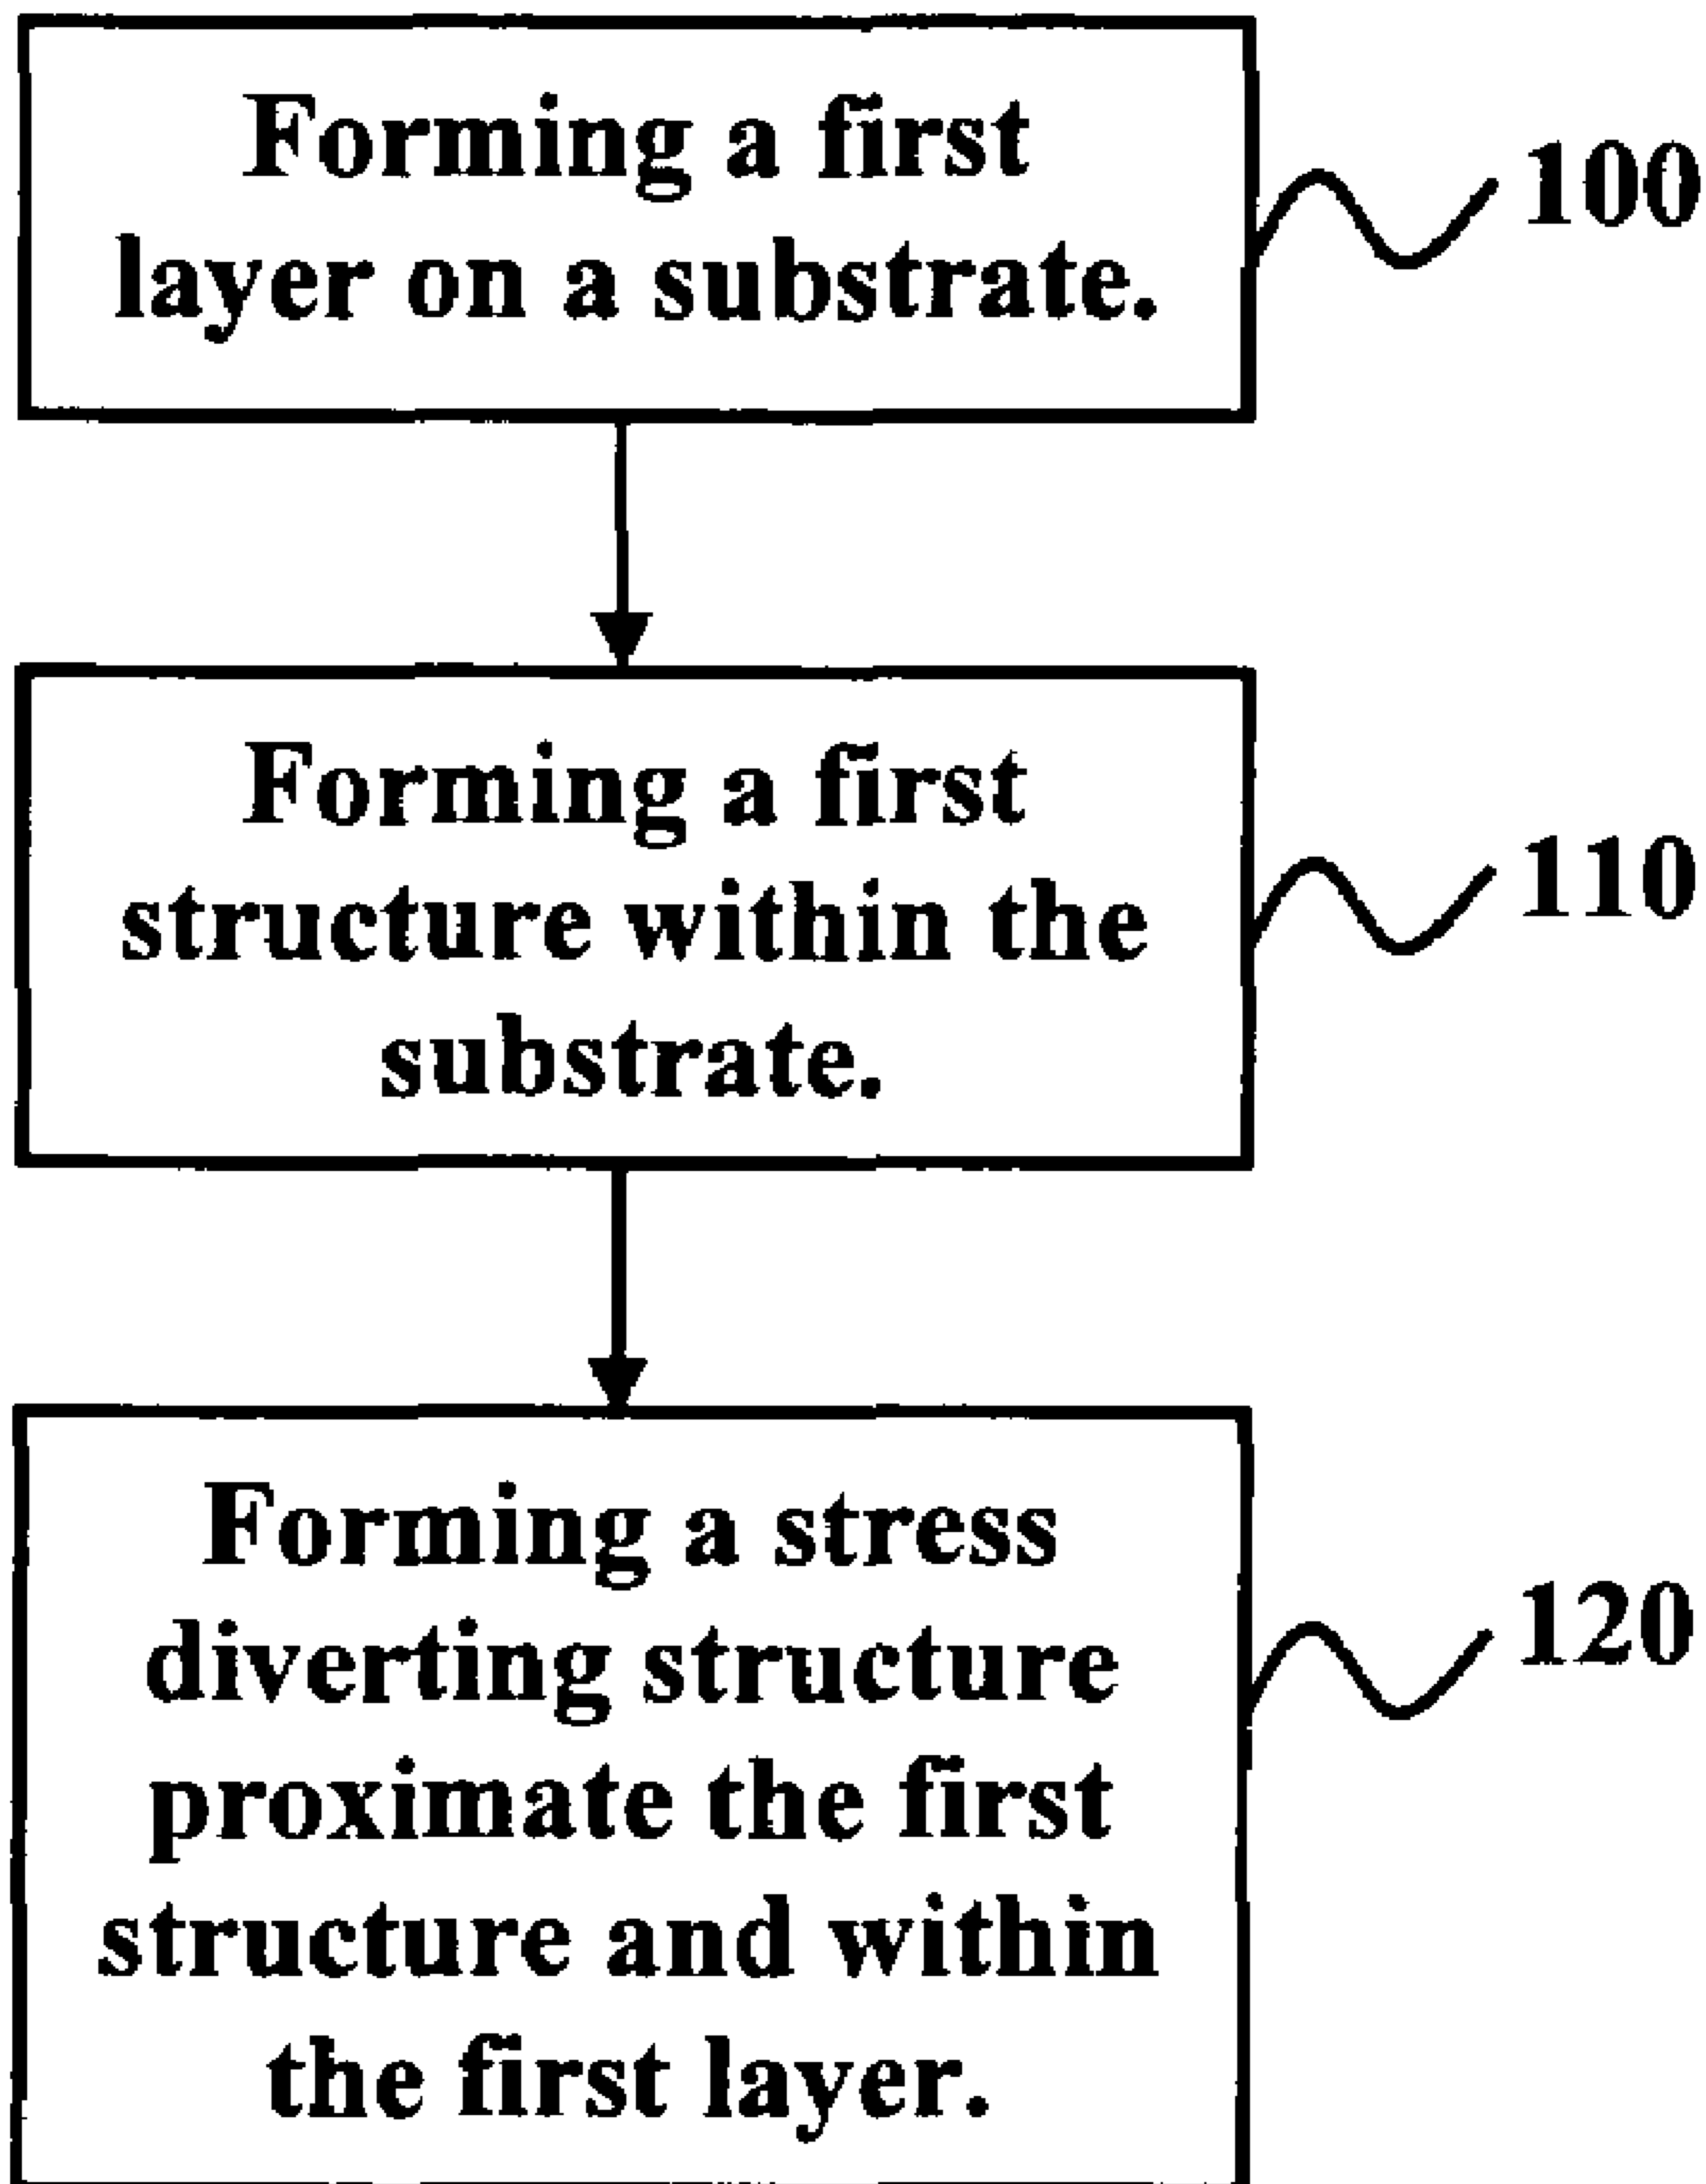 Forming a first
layer on a substrate.
100
Forming a first
structure within the
substrate.
110
Forming a stress
diverting structure
proximate the first
structure and within
the first layer.
120